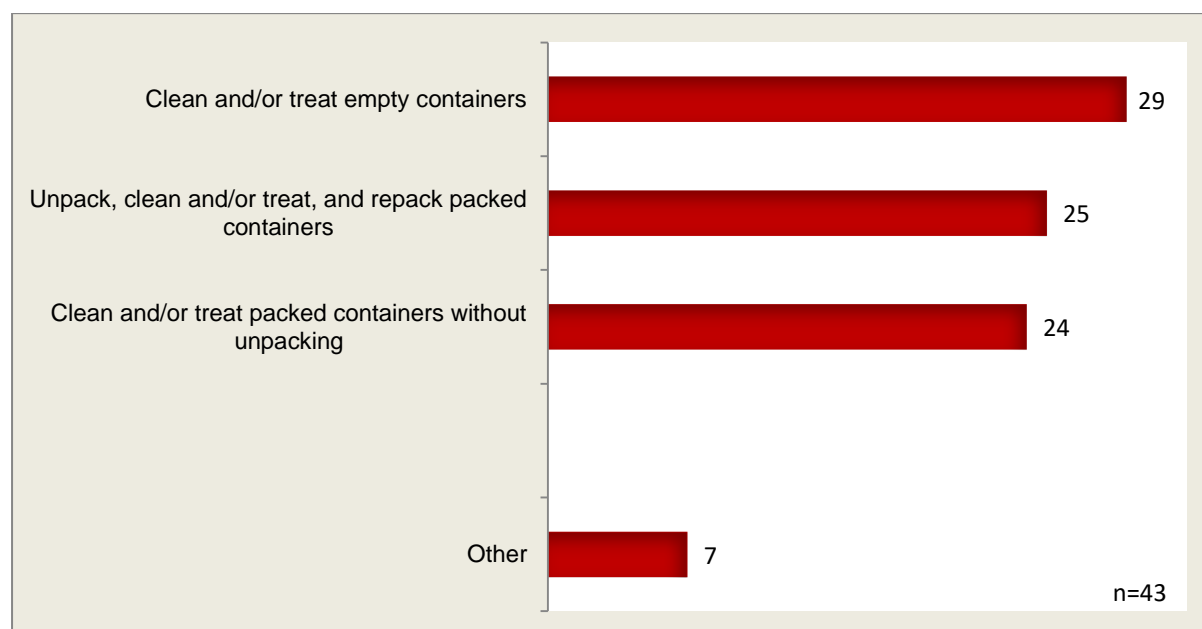 Clean and/or treat empty containers
29
Unpack, clean and/or treat, and repack packed
containers
25
Clean and/or treat packed containers without
unpacking
24
Other
7
n=43